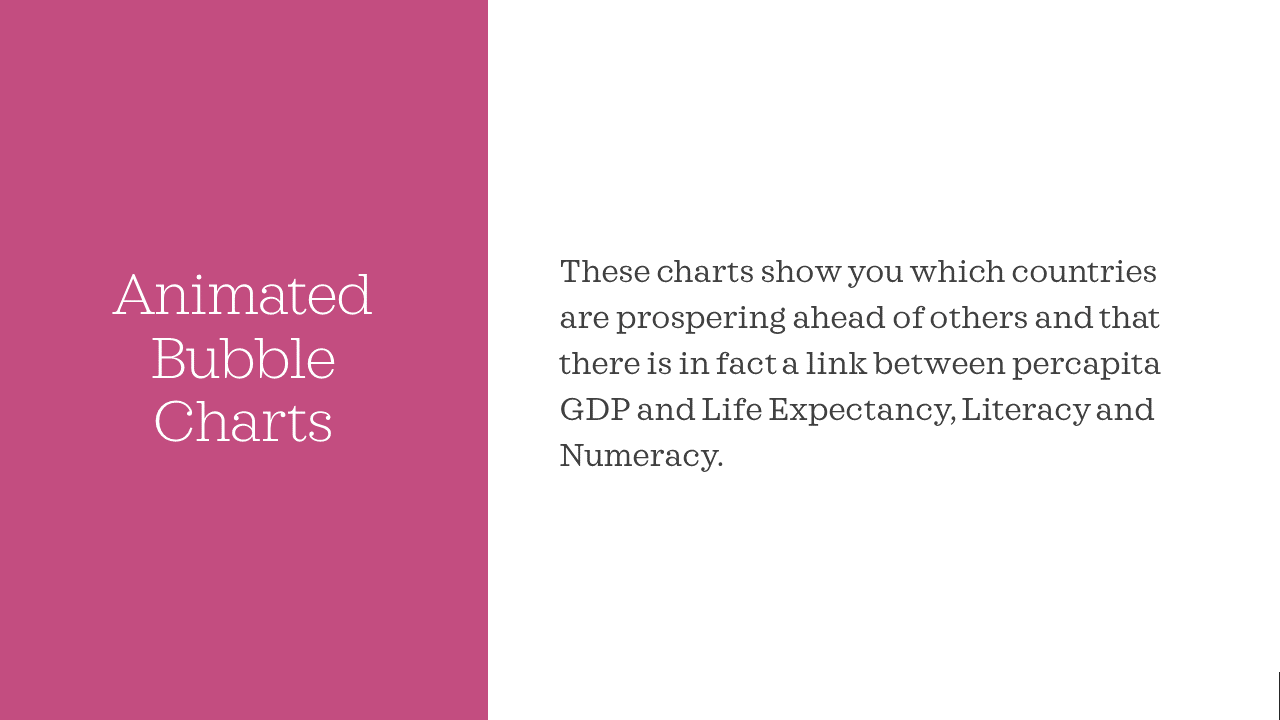 Animated
Bubble
Charts
These charts show you which countries
are prospering ahead of others and that
there is in fact a link between percapita
GDP and Life Expectancy, Literacy and
Numeracy.